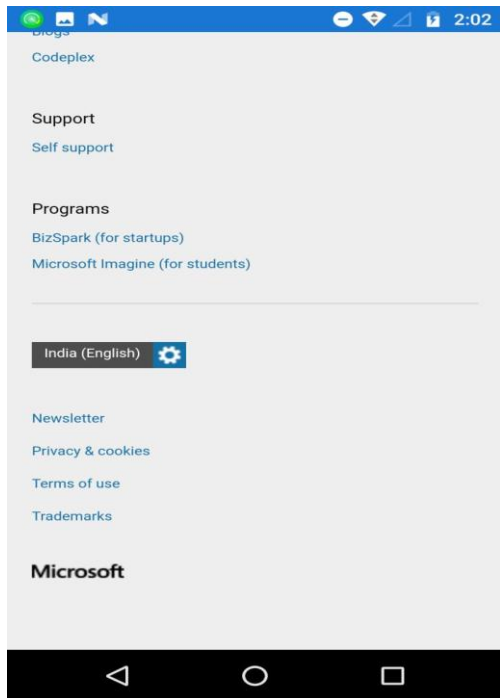 2:02
Blogs
Codeplex
Support
Self support
Programs
BizSpark (for startups)
Microsoft Imagine (for students)
India (English)
Newsletter
Privacy & cookies
Terms of use
Trademarks
Microsoft